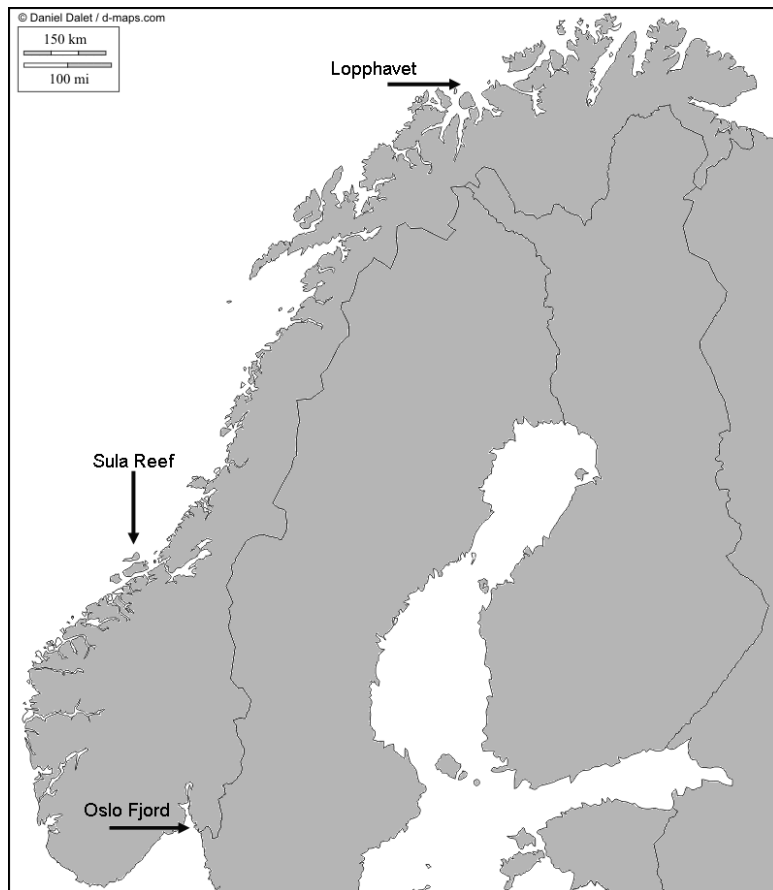 © Daniel Dalet / d-maps.com
150 km
100 mi
Lopphavet
Sula Reef
Oslo Fjord